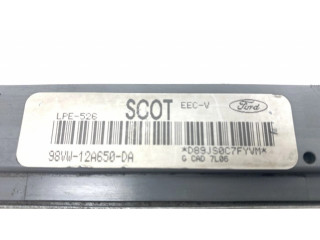 SCOT EEC-V Ford
LPE-526
98VW-12A650-DA *D89JS0C7FYVM*
G CAD 7L06